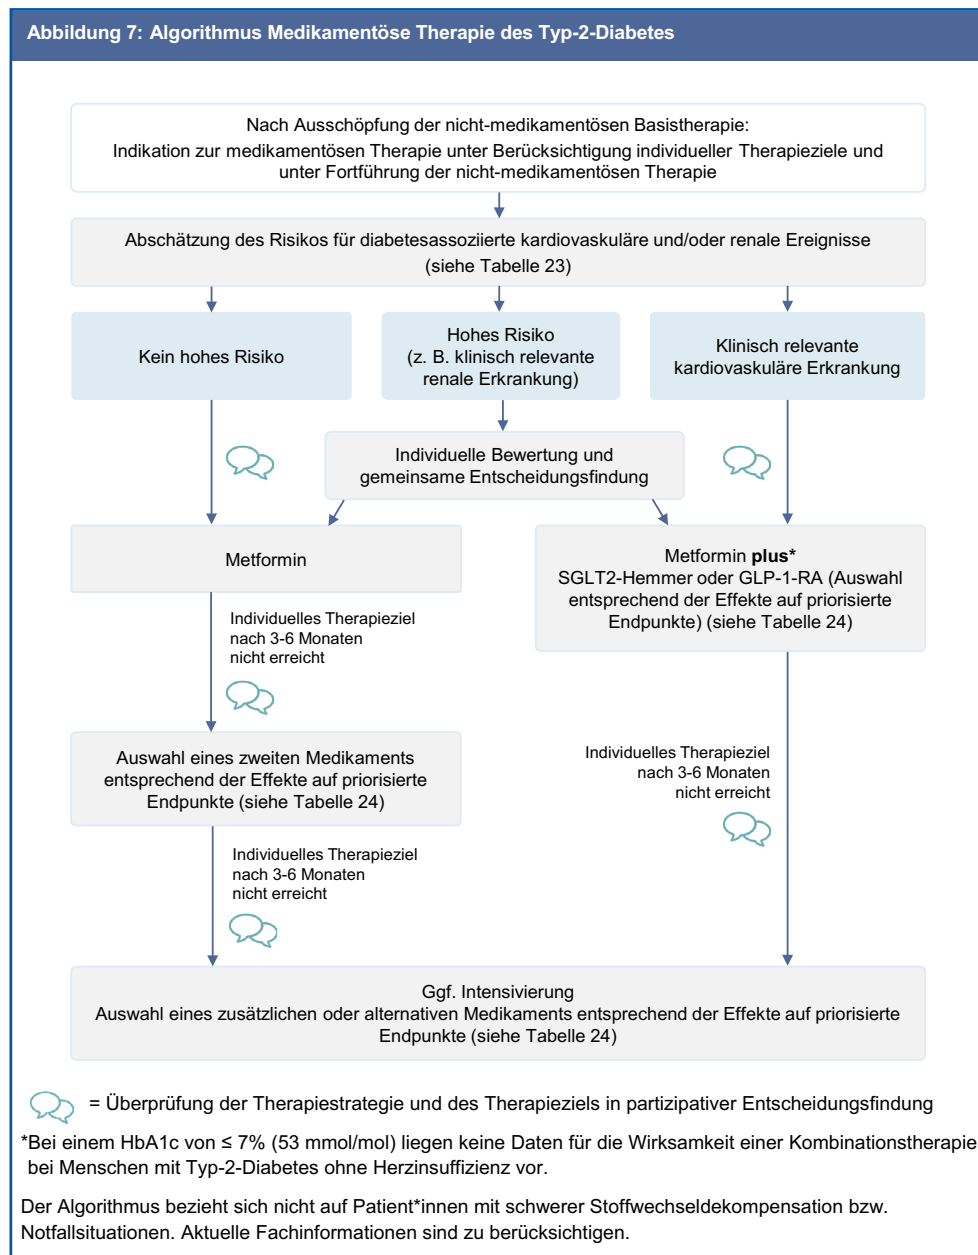 Abbildung 7: Algorithmus Medikamentöse Therapie des Typ-2-Diabetes
Nach Ausschöpfung der nicht-medikamentösen Basistherapie:
Indikation zur medikamentösen Therapie unter Berücksichtigung individueller Therapieziele und
unter Fortführung der nicht-medikamentösen Therapie
Abschätzung des Risikos für diabetesassoziierte kardiovaskuläre und/oder renale Ereignisse
(siehe Tabelle 23)
Kein hohes Risiko
Hohes Risiko
(z. B. klinisch relevante
renale Erkrankung)
Klinisch relevante
kardiovaskuläre Erkrankung
Individuelle Bewertung und
gemeinsame Entscheidungsfindung
Metformin
Metformin plus*
SGLT2-Hemmer oder GLP-1-RA (Auswahl
entsprechend der Effekte auf priorisierte
Endpunkte) (siehe Tabelle 24)
Individuelles Therapieziel
nach 3-6 Monaten
nicht erreicht
Auswahl eines zweiten Medikaments
entsprechend der Effekte auf priorisierte
Endpunkte (siehe Tabelle 24)
Individuelles Therapieziel
nach 3-6 Monaten
nicht erreicht
Individuelles Therapieziel
nach 3-6 Monaten
nicht erreicht
Ggf. Intensivierung
Auswahl eines zusätzlichen oder alternativen Medikaments entsprechend der Effekte auf priorisierte
Endpunkte (siehe Tabelle 24)
= Überprüfung der Therapiestrategie und des Therapieziels in partizipativer Entscheidungsfindung
*Bei einem HbA1c von ≤ 7% (53 mmol/mol) liegen keine Daten für die Wirksamkeit einer Kombinationstherapie
bei Menschen mit Typ-2-Diabetes ohne Herzinsuffizienz vor.
Der Algorithmus bezieht sich nicht auf Patient*innen mit schwerer Stoffwechseldekompensation bzw.
Notfallsituationen. Aktuelle Fachinformationen sind zu berücksichtigen.